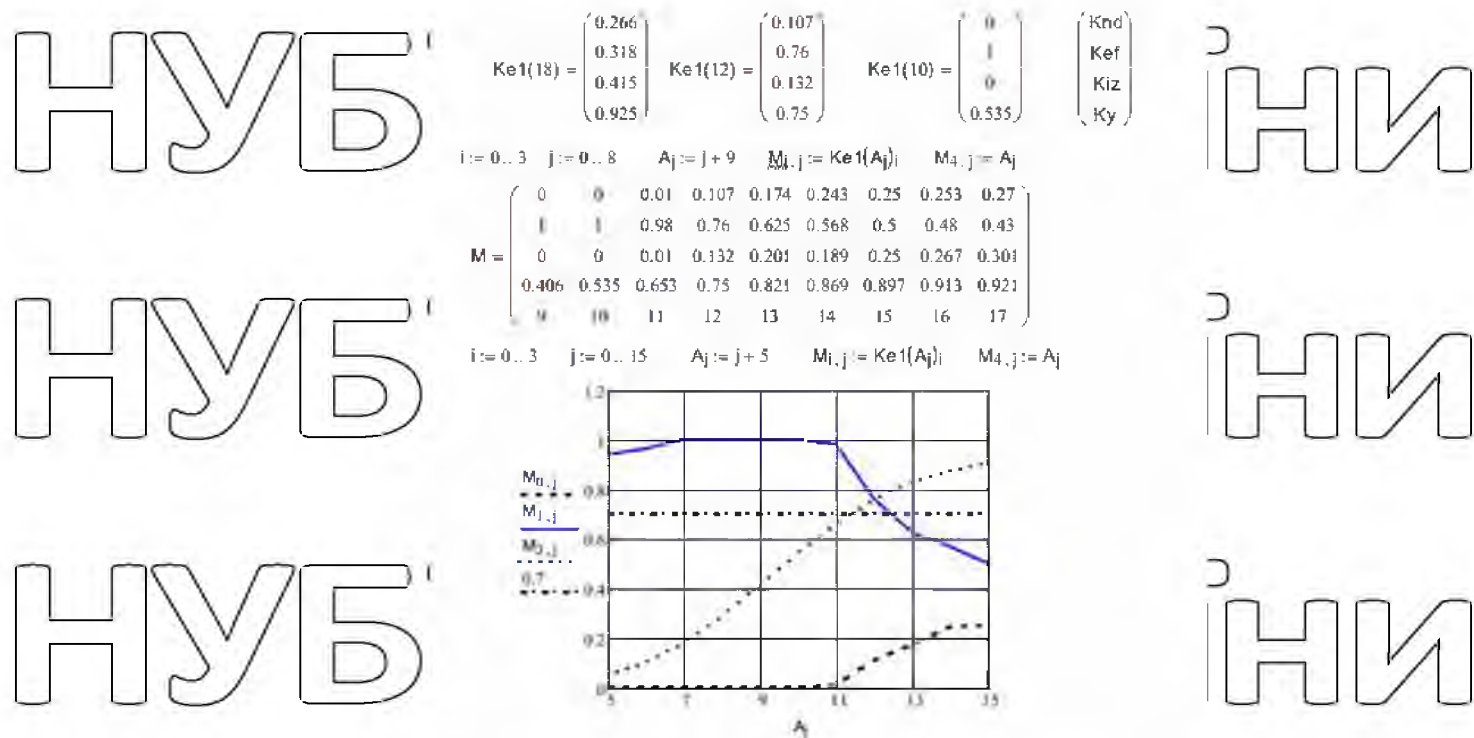 НУБ НИ
Ke1(18) = (0.266 0.318 0.415 0.925) Ke1(12) = (0.107 0.76 0.132 0.75) Ke1(10) = (0 1 0 0.535) (Knd Kef Kiz Ky)
i := 0 .. 3 j := 0 .. 8 Aj := j + 9 Mi, j := Ke1(Aj)i M4, j := Aj
0 0 0.01 0.107 0.174 0.243 0.25 0.253 0.27
1 1 0.98 0.76 0.625 0.568 0.5 0.48 0.43
M = 0 0 0.01 0.132 0.201 0.189 0.25 0.267 0.301
0.406 0.535 0.653 0.75 0.821 0.869 0.897 0.913 0.921
9 10 11 12 13 14 15 16 17
НУБ НИ
i := 0 .. 3 j := 0 .. 15 Aj := j + 5 Mi, j := Ke1(Aj)i M4, j := Aj
1.2
1
0.8
0.6
0.4
0.2
0
M0, j
M1, j
M3, j
0.7
5 7 9 11 13 15
Aj
НУБ НИ